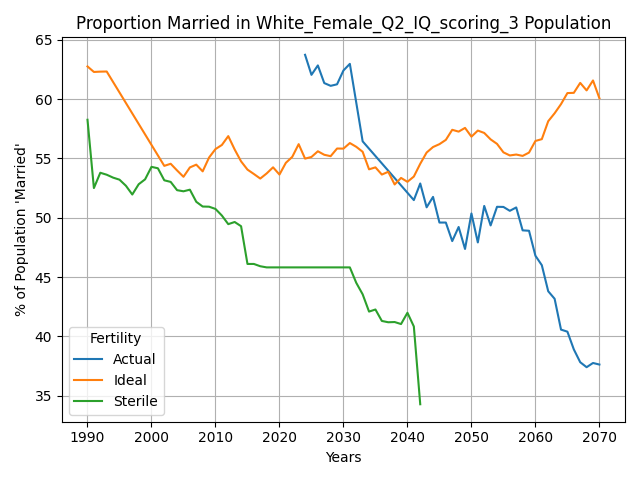 Proportion Married in White_Female_Q2_IQ_scoring_3 Population
% of Population 'Married'
65
60
55
50
45
40
35
Fertility
Actual
Ideal
Sterile
1990 2000 2010 2020 2030 2040 2050 2060 2070
Years